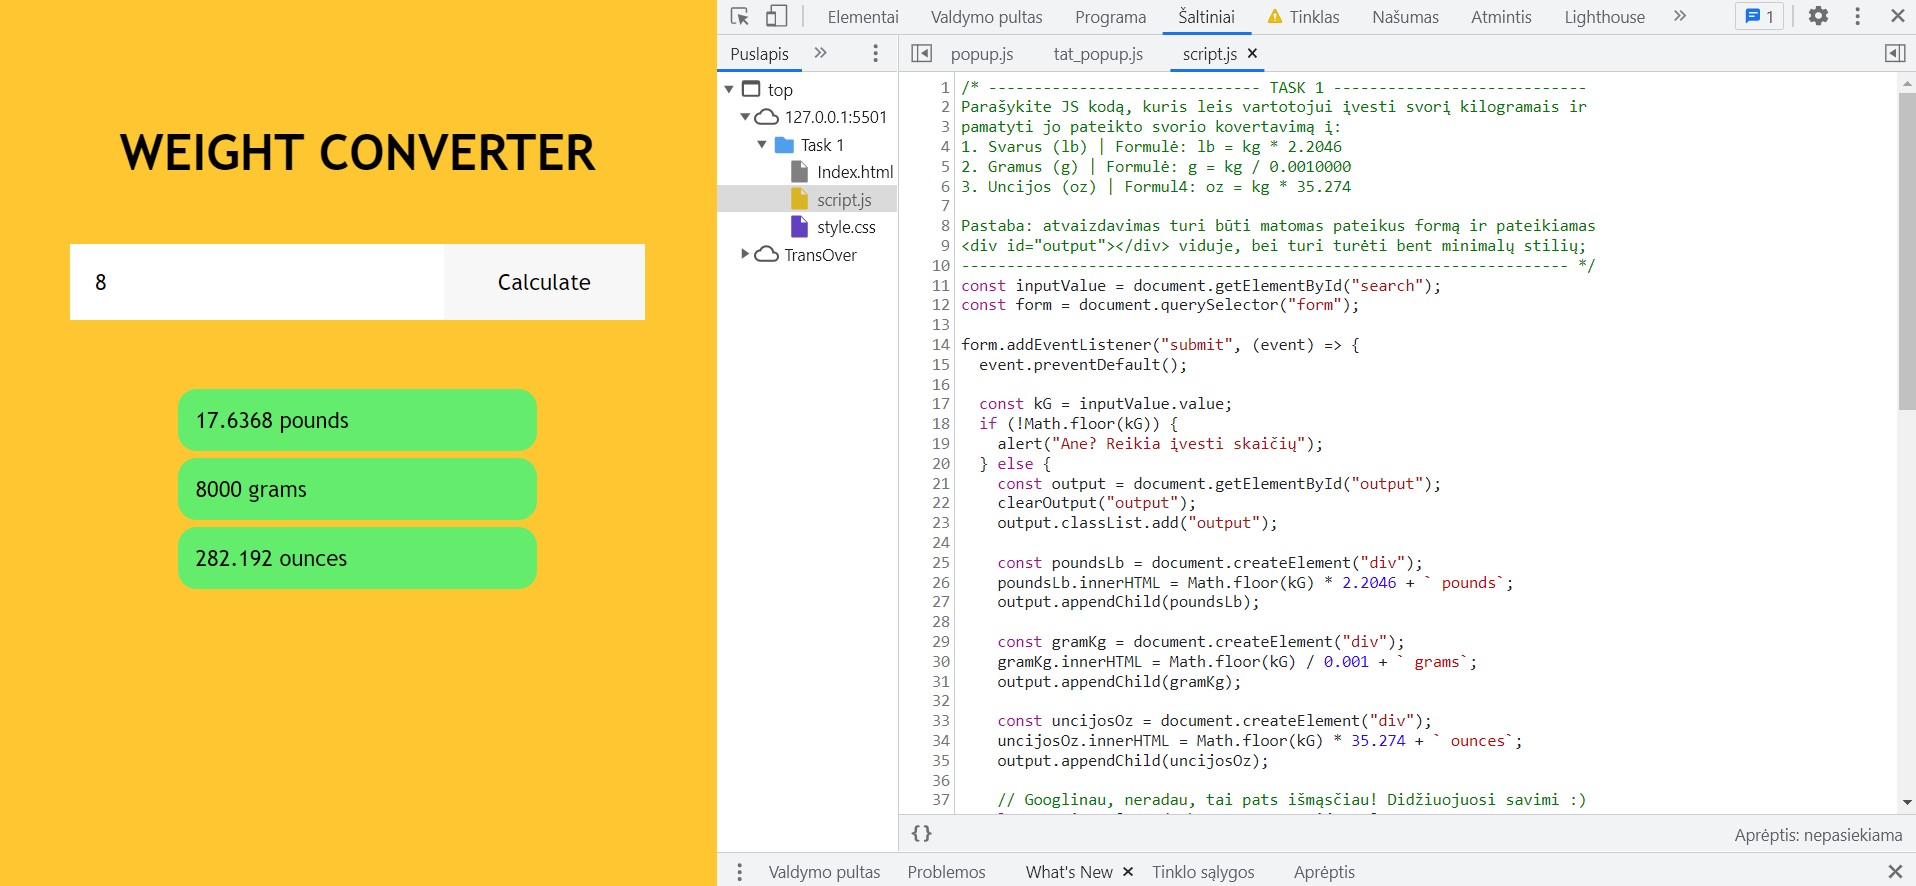 WEIGHT CONVERTER
8
Calculate
17.6368 pounds
8000 grams
282.192 ounces
Elementai Valdymo pultas Programa Šaltiniai Tinklas Našumas Atmintis Lighthouse » 1
Puslapis »
popup.js tat_popup.js script.js ×
top
127.0.0.1:5501
Task 1
Index.html
script.js
style.css
TransOver
1 /* ------------------------------ TASK 1 ----------------------------
2 Parašykite JS kodą, kuris leis vartotojui įvesti svorį kilogramais ir
3 pamatyti jo pateikto svorio kovertavimą į:
4 1. Svarus (lb) | Formulė: lb = kg * 2.2046
5 2. Gramus (g) | Formulė: g = kg / 0.0010000
6 3. Uncijos (oz) | Formul4: oz = kg * 35.274
7
8 Pastaba: atvaizdavimas turi būti matomas pateikus formą ir pateikiamas
9 <div id="output"></div> viduje, bei turi turėti bent minimalų stilių;
10 ------------------------------------------------------------------- */
11 const inputValue = document.getElementById("search");
12 const form = document.querySelector("form");
13
14 form.addEventListener("submit", (event) => {
15 event.preventDefault();
16
17 const kG = inputValue.value;
18 if (!Math.floor(kG)) {
19 alert("Ane? Reikia įvesti skaičių");
20 } else {
21 const output = document.getElementById("output");
22 clearOutput("output");
23 output.classList.add("output");
24
25 const poundsLb = document.createElement("div");
26 poundsLb.innerHTML = Math.floor(kG) * 2.2046 + ` pounds`;
27 output.appendChild(poundsLb);
28
29 const gramKg = document.createElement("div");
30 gramKg.innerHTML = Math.floor(kG) / 0.001 + ` grams`;
31 output.appendChild(gramKg);
32
33 const uncijosOz = document.createElement("div");
34 uncijosOz.innerHTML = Math.floor(kG) * 35.274 + ` ounces`;
35 output.appendChild(uncijosOz);
36
37 // Googlinau, neradau, tai pats išmąsčiau! Didžiuojuosi savimi :)
{} Aprėptis: nepasiekiama
Valdymo pultas Problemos What's New × Tinklo sąlygos Aprėptis